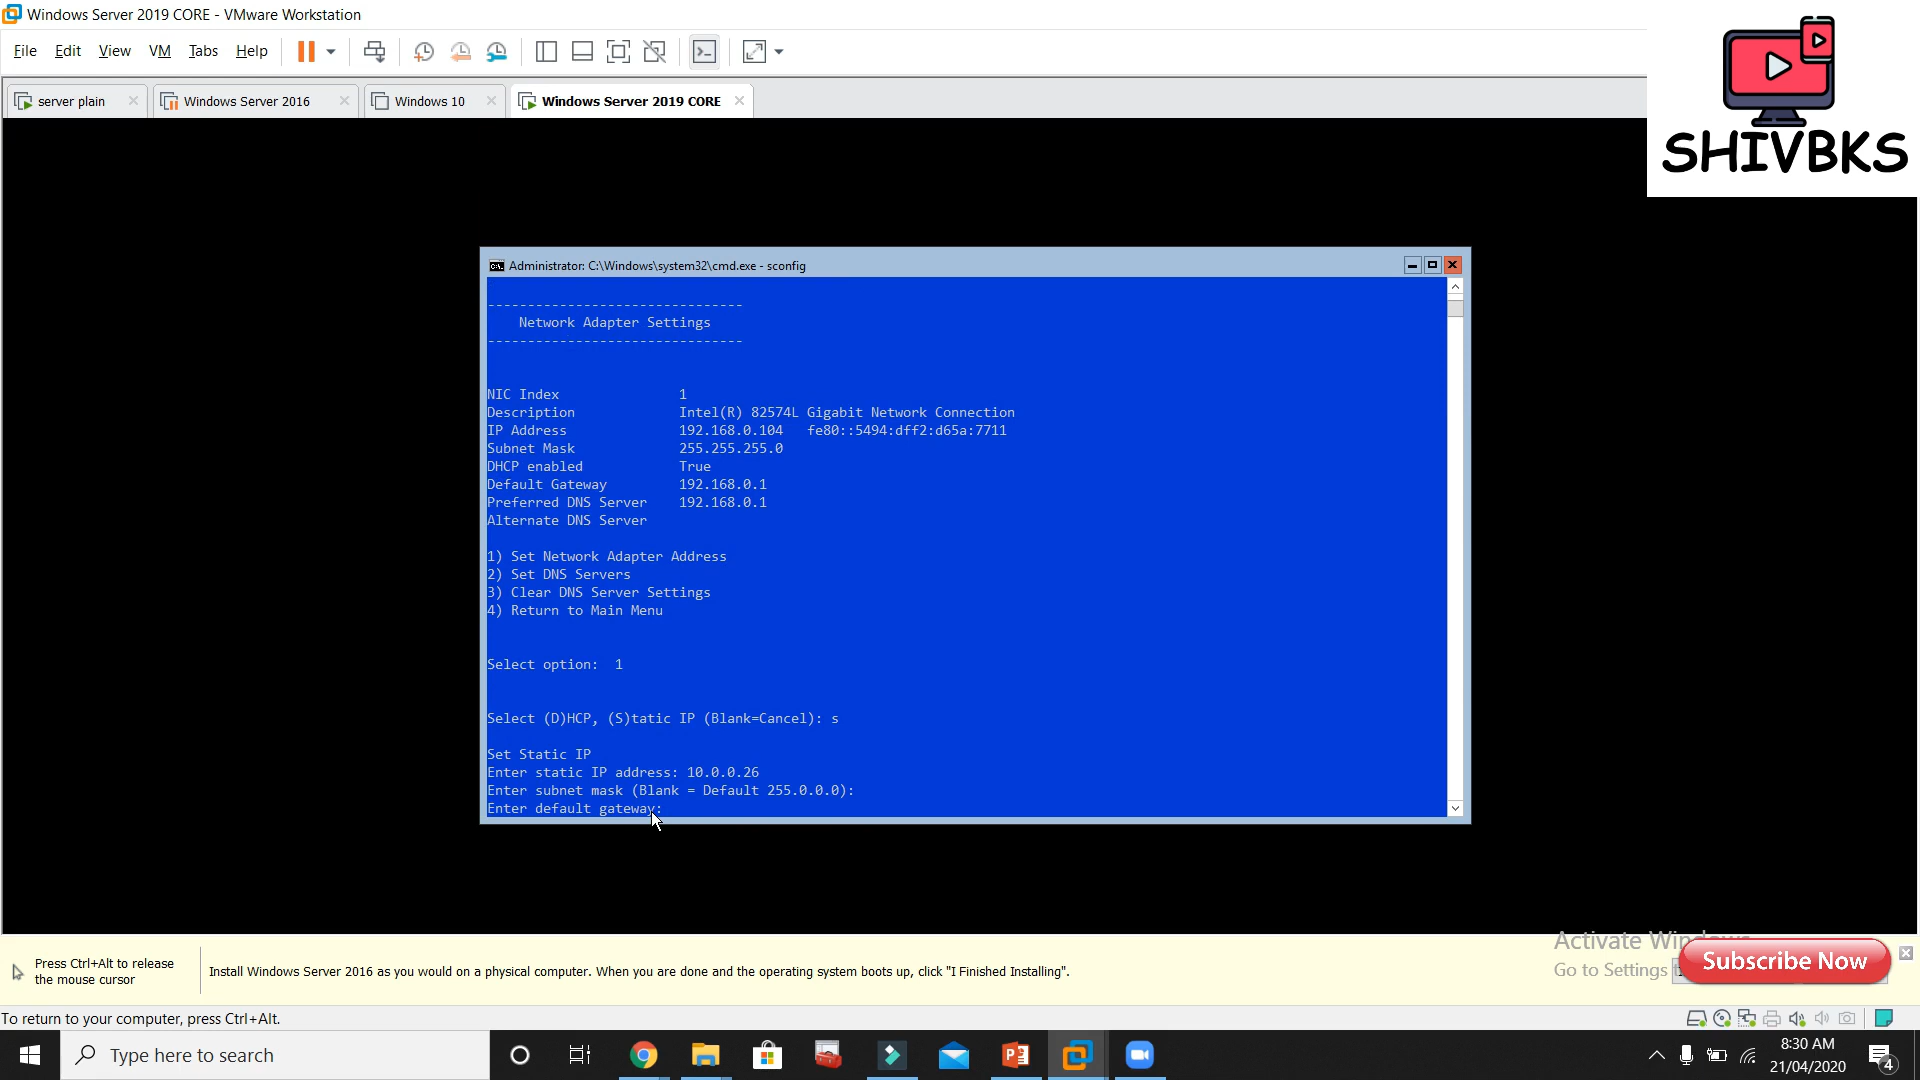 Windows Server 2019 CORE - VMware Workstation
File Edit View VM Tabs Help
server plain
Windows Server 2016
Windows 10
Windows Server 2019 CORE
SHIVBKS
Administrator: C:\Windows\system32\cmd.exe - sconfig
--------------------------------
Network Adapter Settings
--------------------------------
NIC Index 1
Description Intel(R) 82574L Gigabit Network Connection
IP Address 192.168.0.104 fe80::5494:dff2:d65a:7711
Subnet Mask 255.255.255.0
DHCP enabled True
Default Gateway 192.168.0.1
Preferred DNS Server 192.168.0.1
Alternate DNS Server
1) Set Network Adapter Address
2) Set DNS Servers
3) Clear DNS Server Settings
4) Return to Main Menu
Select option: 1
Select (D)HCP, (S)tatic IP (Blank=Cancel): s
Set Static IP
Enter static IP address: 10.0.0.26
Enter subnet mask (Blank = Default 255.0.0.0):
Enter default gateway:
Press Ctrl+Alt to release
the mouse cursor
Install Windows Server 2016 as you would on a physical computer. When you are done and the operating system boots up, click "I Finished Installing".
Activate
Go to Settings
Subscribe Now
To return to your computer, press Ctrl+Alt.
Type here to search
8:30 AM
21/04/2020
4